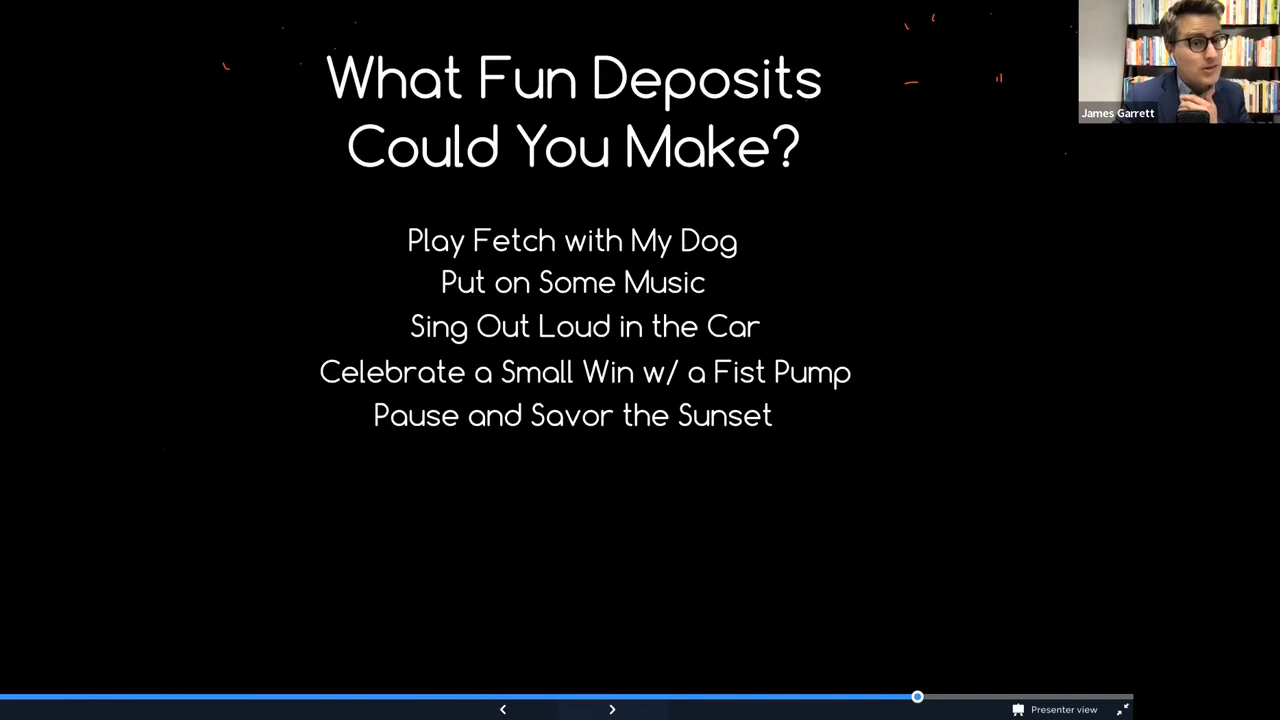 What Fun Deposits
Could You Make?
James Garrett
Play Fetch with My Dog
Put on Some Music
Sing Out Loud in the Car
Celebrate a Small Win w/ a Fist Pump
Pause and Savor the Sunset
Presenter view